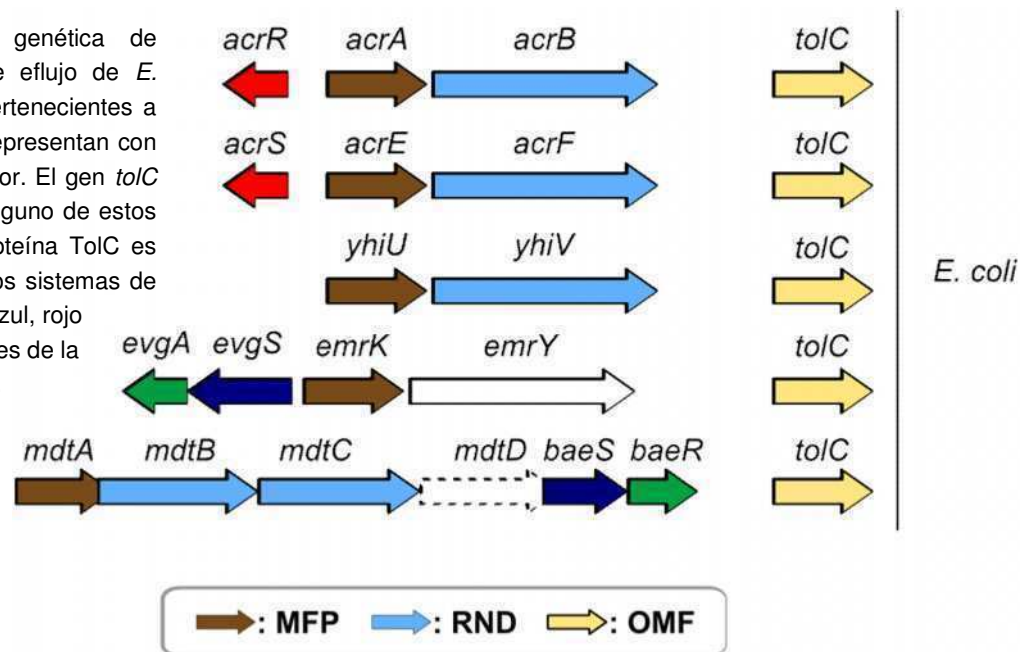 genética de
e eflujo de E.
ertenecientes a
epresentan con
or. El gen tolC
guno de estos
oteína TolC es
os sistemas de
zul, rojo
es de la
acrR acrA acrB tolC
acrS acrE acrF tolC
yhiU yhiV tolC
E. coli
evgA evgS emrK emrY tolC
mdtA mdtB mdtC mdtD baeS baeR tolC
: MFP : RND : OMF